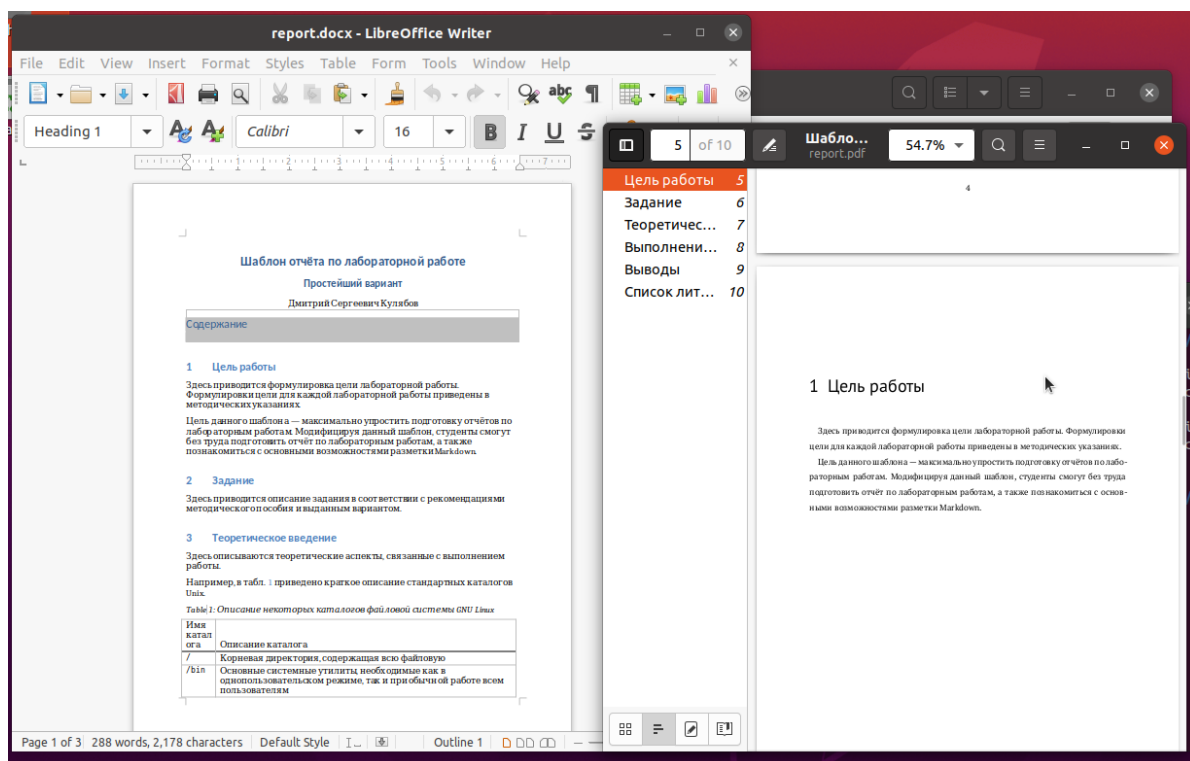 report.docx - LibreOffice Writer
File Edit View Insert Format Styles Table Form Tools Window Help
Heading 1 Calibri 16 B I U S
1 2 3 4 5 6 7
Шаблон отчёта по лабораторной работе
Простейший вариант
Дмитрий Сергеевич Кулябов
Содержание
1 Цель работы
Здесь приводится формулировка цели лабораторной работы.
Формулировки цели для каждой лабораторной работы приведены в
методических указаниях.
Цель данного шаблона — максимально упростить подготовку отчётов по
лабораторным работам. Модифицируя данный шаблон, студенты смогут
без труда подготовить отчёт по лабораторным работам, а также
познакомиться с основными возможностями разметки Markdown.
2 Задание
Здесь приводится описание задания в соответствии с рекомендациями
методического пособия и выданным вариантом.
3 Теоретическое введение
Здесь описываются теоретические аспекты, связанные с выполнением
работы.
Например, в табл. 1 приведено краткое описание стандартных каталогов
Unix.
Table 1: Описание некоторых каталогов файловой системы GNU Linux
Имя
катал
ога Описание каталога
/ Корневая директория, содержащая всю файловую
/bin Основные системные утилиты, необходимые как в
однопользовательском режиме, так и при обычной работе всем
пользователям
Page 1 of 3 288 words, 2,178 characters Default Style Outline 1
5 of 10 Шабло... 54.7%
report.pdf
Цель работы 5
Задание 6
Теоретичес... 7
Выполнени... 8
Выводы 9
Список лит... 10
4
1 Цель работы
Здесь приводится формулировка цели лабораторной работы. Формулировки
цели для каждой лабораторной работы приведены в методических указаниях.
Цель данного шаблона — максимально упростить подготовку отчётов по лабо-
раторным работам. Модифицируя данный шаблон, студенты смогут без труда
подготовить отчёт по лабораторным работам, а также познакомиться с основ-
ными возможностями разметки Markdown.